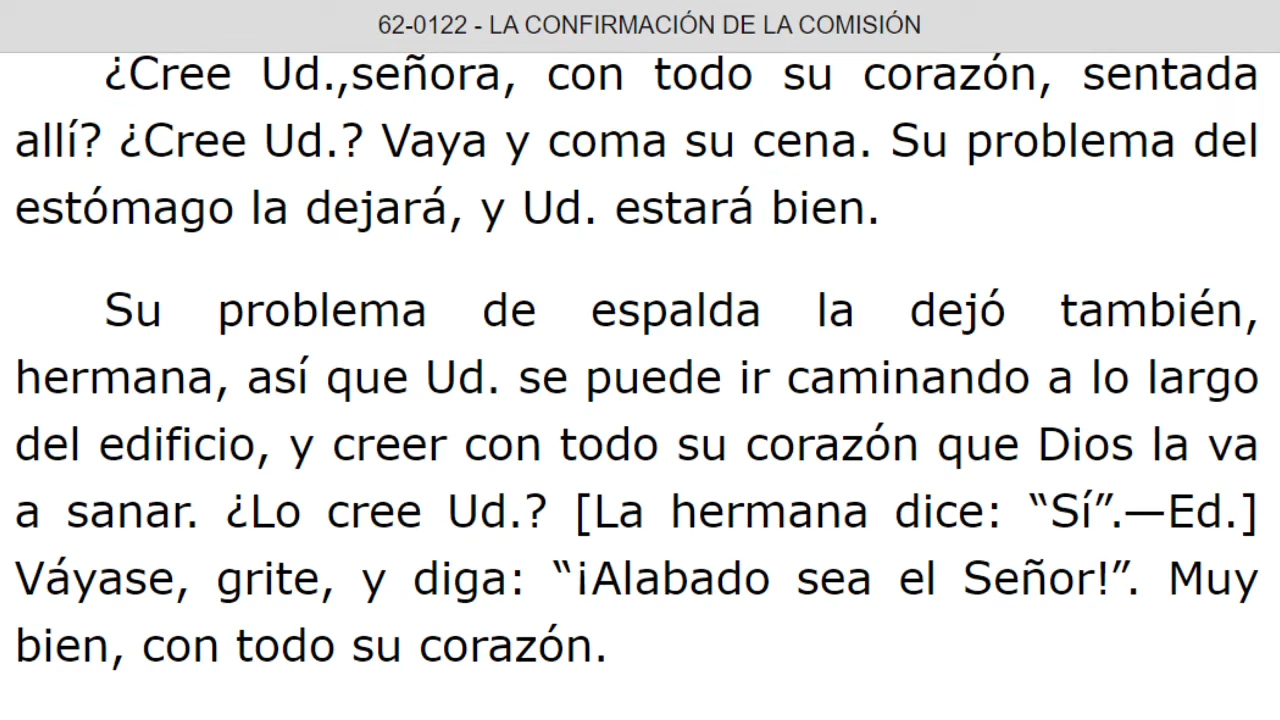 62-0122 - LA CONFIRMACIÓN DE LA COMISIÓN
¿Cree Ud.,señora, con todo su corazón, sentada
allí? ¿Cree Ud.? Vaya y coma su cena. Su problema del
estómago la dejará, y Ud. estará bien.
Su problema de espalda la dejó también,
hermana, así que Ud. se puede ir caminando a lo largo
del edificio, y creer con todo su corazón que Dios la va
a sanar. ¿Lo cree Ud.? [La hermana dice: “Sí”.—Ed.]
Váyase, grite, y diga: “¡Alabado sea el Señor!”. Muy
bien, con todo su corazón.